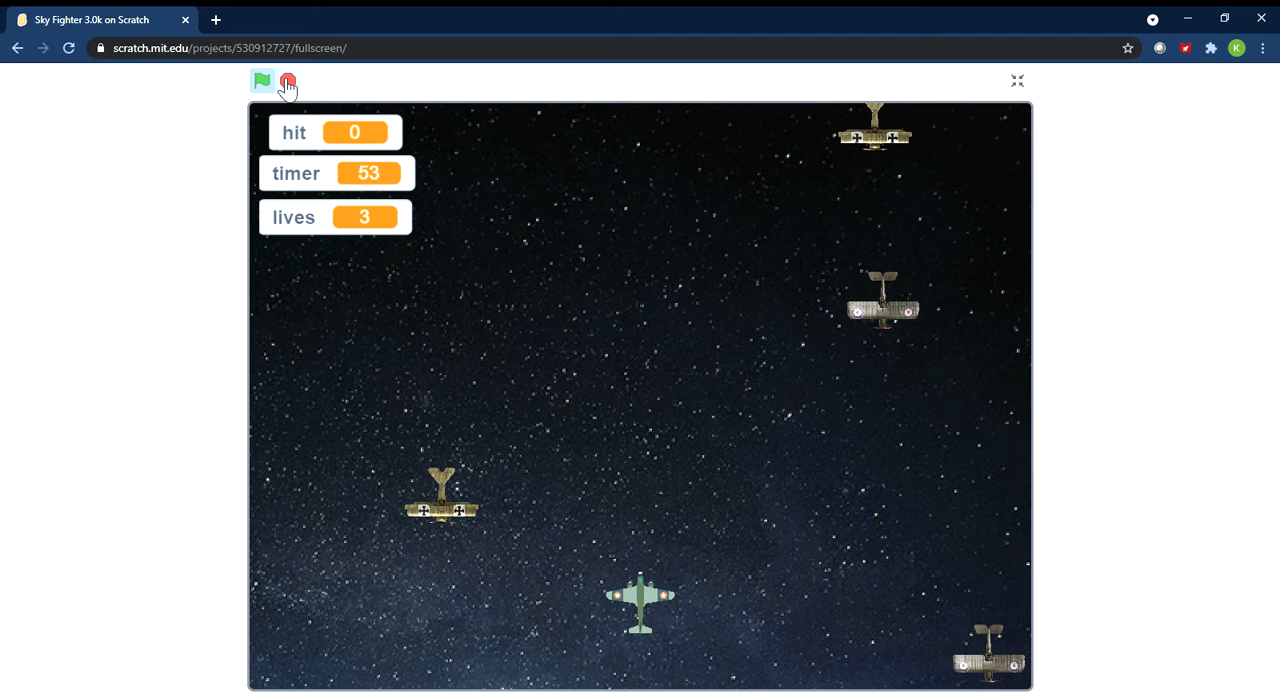 Sky Fighter 3.0k on Scratch
scratch.mit.edu/projects/530912727/fullscreen/
K
hit 0
timer 53
lives 3